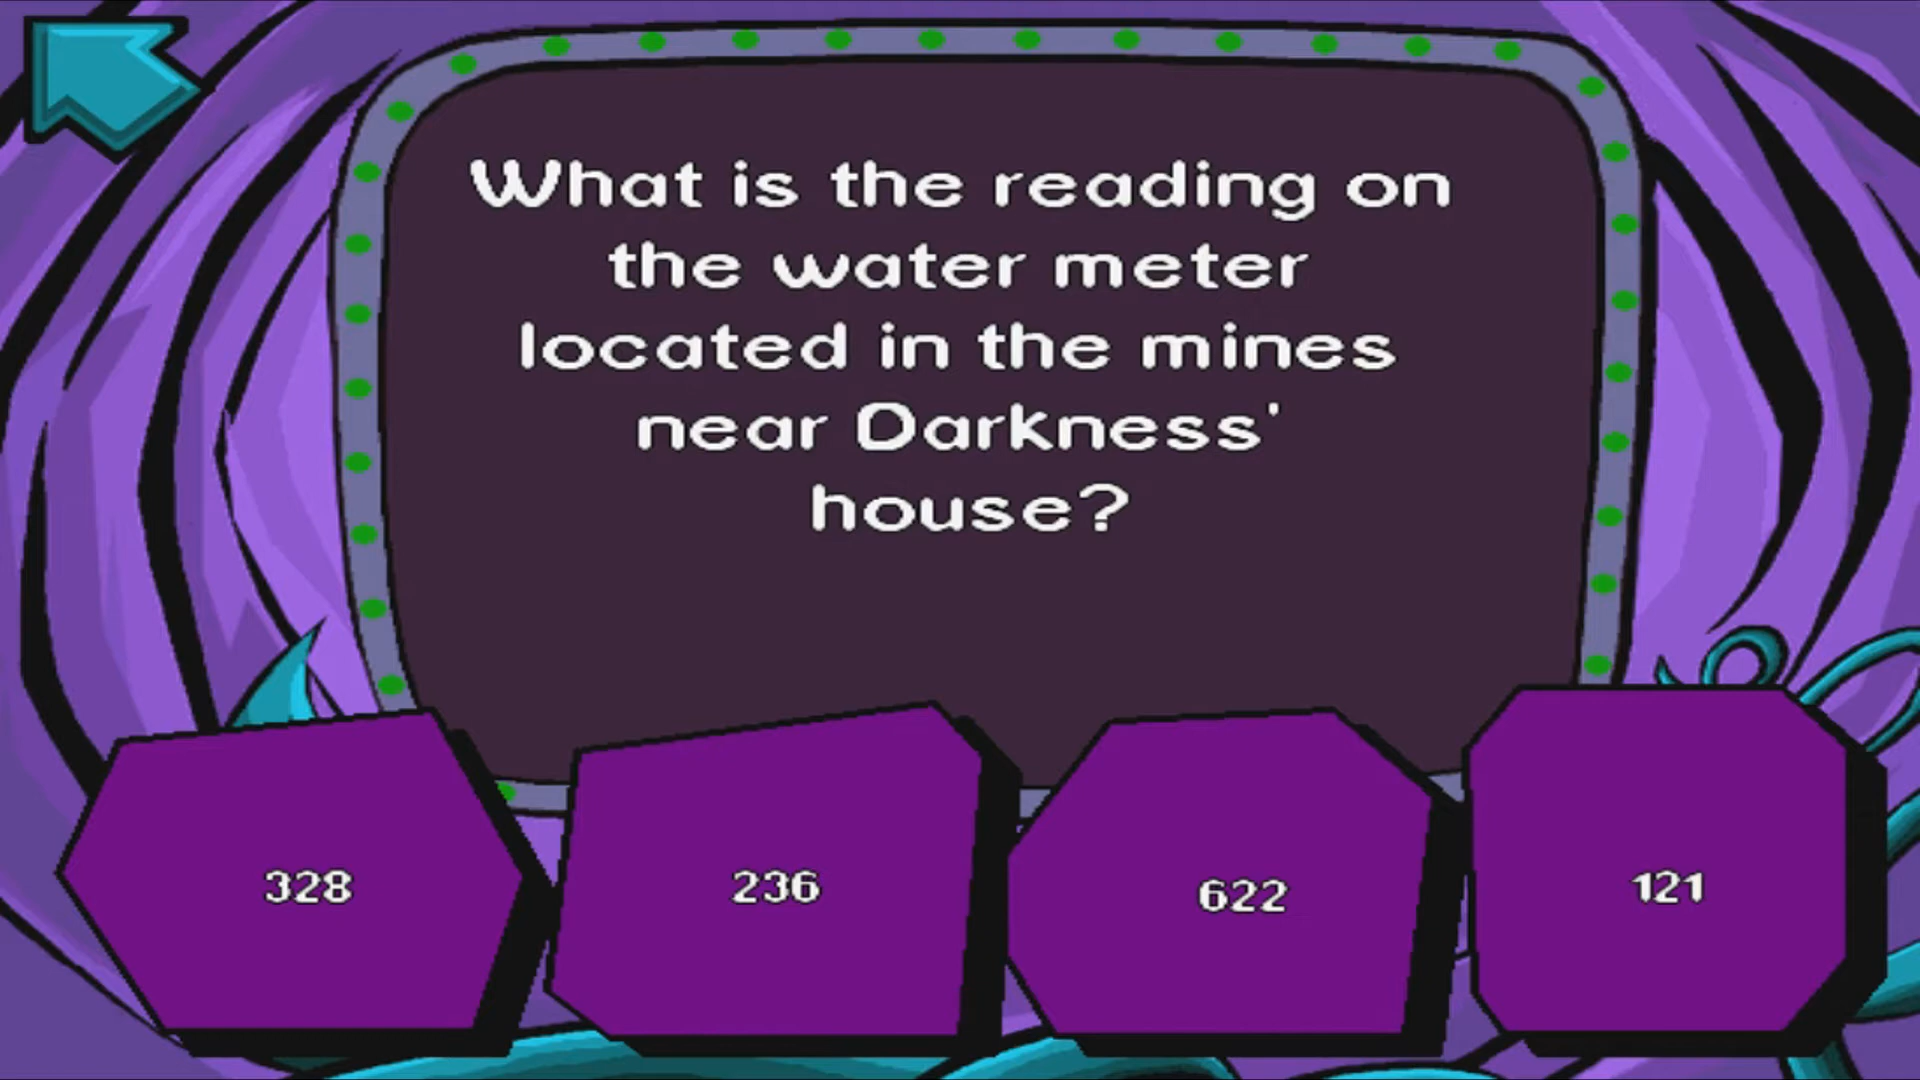 What is the reading on
the water meter
located in the mines
near Darkness'
house?
328
236
622
121